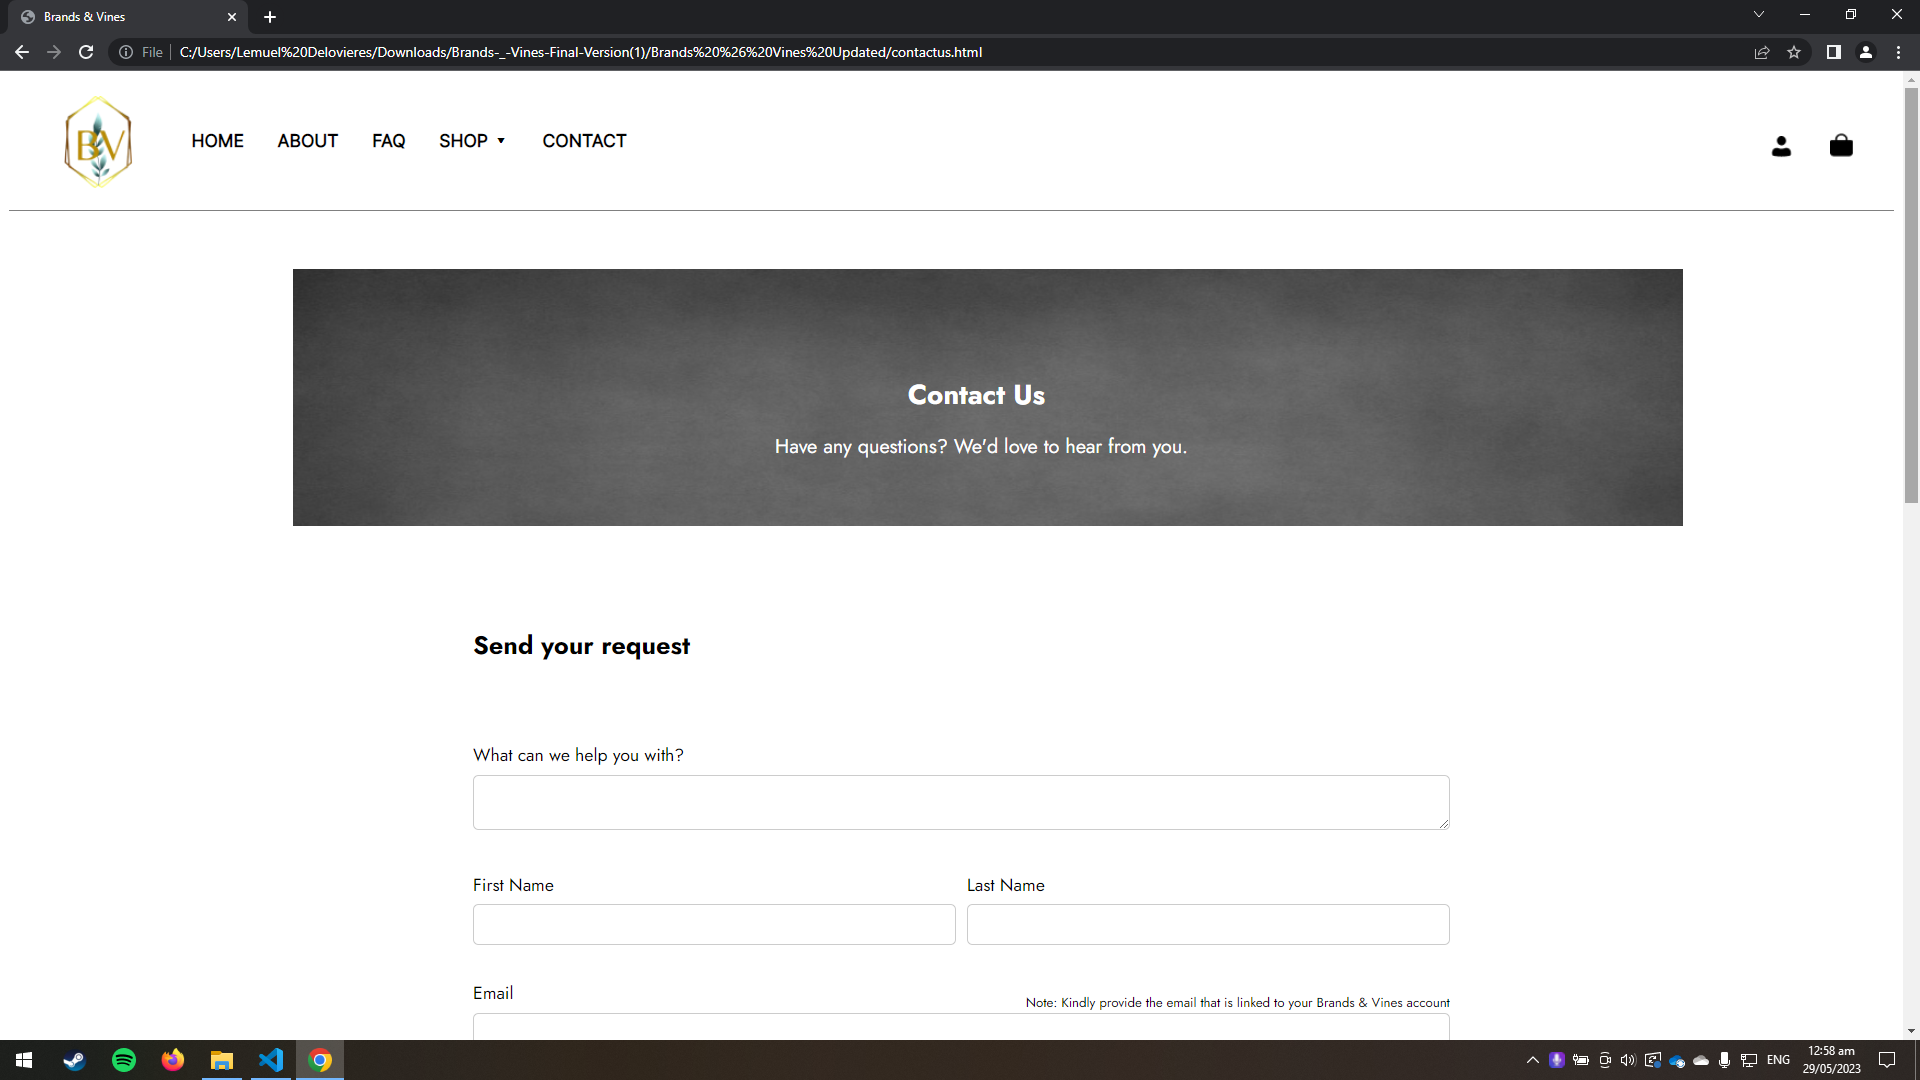 Brands & Vines
File
C:/Users/Lemuel%20Delovieres/Downloads/Brands-_-Vines-Final-Version(1)/Brands%20%26%20Vines%20Updated/contactus.html
BV
HOME
ABOUT
FAQ
SHOP
CONTACT
Contact Us
Have any questions? We'd love to hear from you.
Send your request
What can we help you with?
First Name
Last Name
Email
Note: Kindly provide the email that is linked to your Brands & Vines account
ENG
12:58 am
29/05/2023